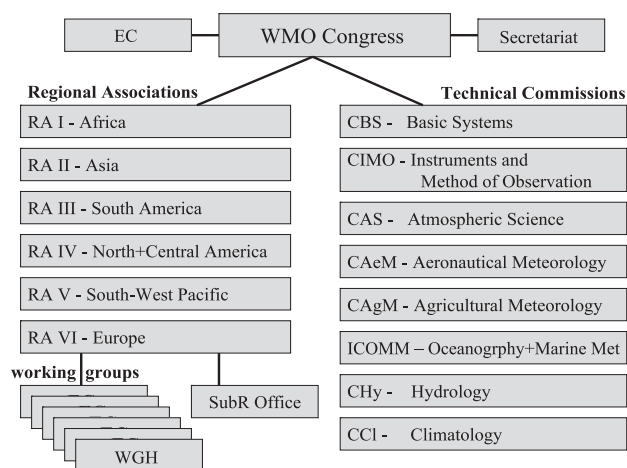 EC
WMO Congress
Secretariat
Regional Associations
RA I - Africa
RA II - Asia
RA III - South America
RA IV - North+Central America
RA V - South-West Pacific
RA VI - Europe
working groups
SubR Office
WGH
Technical Commissions
CBS - Basic Systems
CIMO - Instruments and
Method of Observation
CAS - Atmospheric Science
CAeM - Aeronautical Meteorology
CAgM - Agricultural Meteorology
ICOMM – Oceanogrphy+Marine Met
CHy - Hydrology
CCl - Climatology